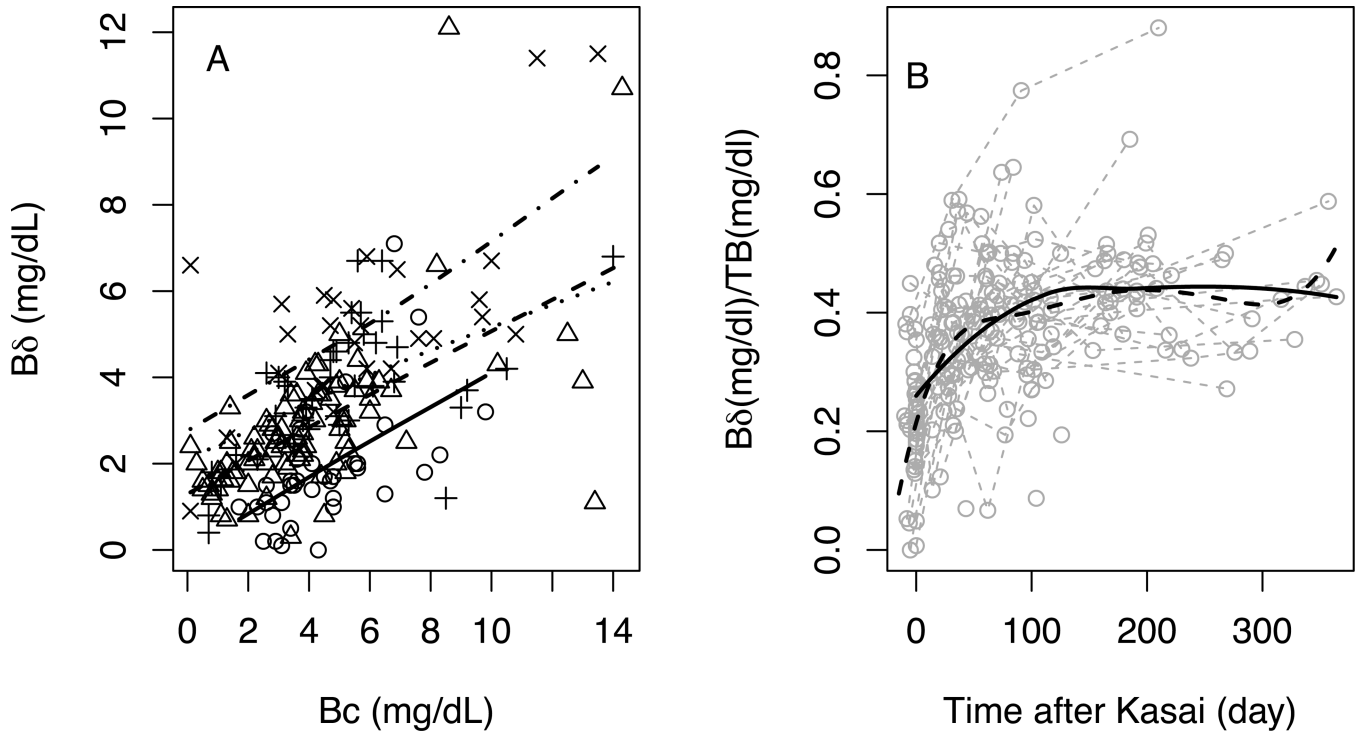 A
Bδ (mg/dL)
12
10
8
6
4
2
0
0 2 4 6 8 10 14
Bc (mg/dL)
B
Bδ(mg/dl)/TB(mg/dl)
0.8
0.6
0.4
0.2
0.0
0 100 200 300
Time after Kasai (day)